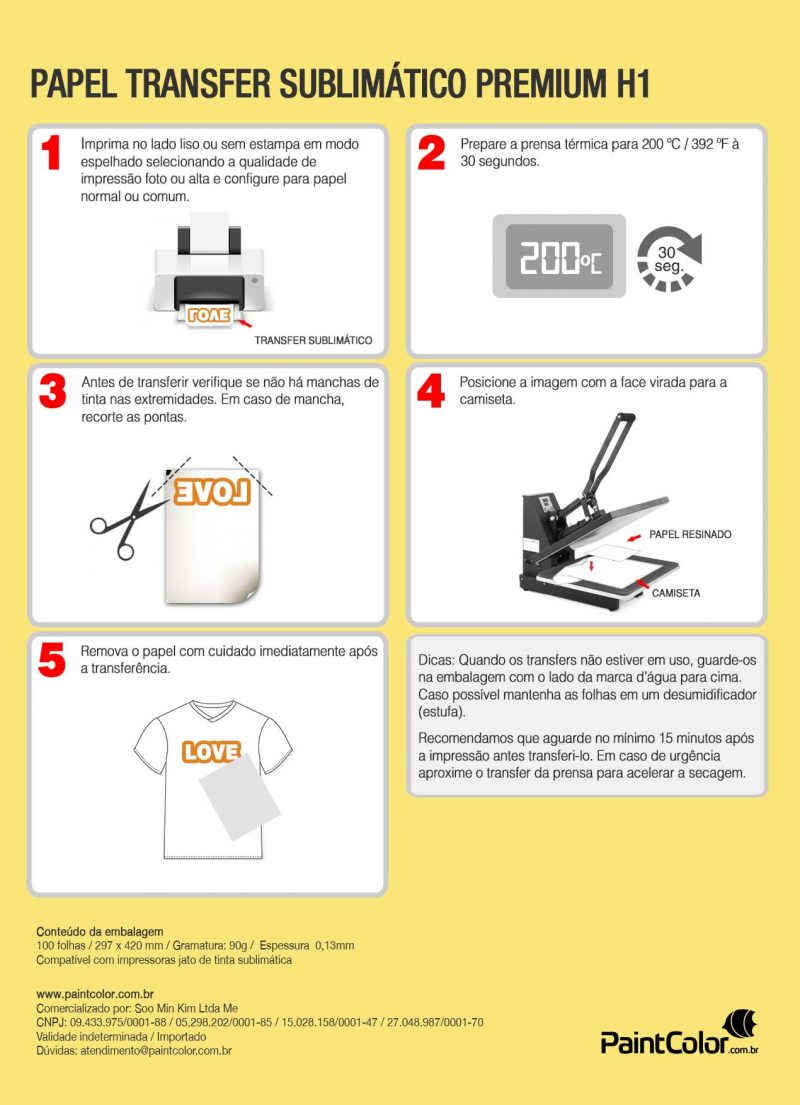 PAPEL TRANSFER SUBLIMÁTICO PREMIUM H1
1
Imprima no lado liso ou sem estampa em modo
espelhado selecionando a qualidade de
impressão foto ou alta e configure para papel
normal ou comum.
LOVE
TRANSFER SUBLIMÁTICO
2
Prepare a prensa térmica para 200 ºC / 392 ºF à
30 segundos.
200ºC
30
seg.
3
Antes de transferir verifique se não há manchas de
tinta nas extremidades. Em caso de mancha,
recorte as pontas.
LOVE
4
Posicione a imagem com a face virada para a
camiseta.
PAPEL RESINADO
CAMISETA
5
Remova o papel com cuidado imediatamente após
a transferência.
LOVE
Dicas: Quando os transfers não estiver em uso, guarde-os
na embalagem com o lado da marca d'água para cima.
Caso possível mantenha as folhas em um desumidificador
(estufa).
Recomendamos que aguarde no mínimo 15 minutos após
a impressão antes transferi-lo. Em caso de urgência
aproxime o transfer da prensa para acelerar a secagem.
Conteúdo da embalagem
100 folhas / 297 x 420 mm / Gramatura: 90g / Espessura 0,13mm
Compatível com impressoras jato de tinta sublimática
www.paintcolor.com.br
Comercializado por: Soo Min Kim Ltda Me
CNPJ: 09.433.975/0001-88 / 05.298.202/0001-85 / 15.028.158/0001-47 / 27.048.987/0001-70
Validade indeterminada / Importado
Dúvidas: atendimento@paintcolor.com.br
PaintColor.com.br